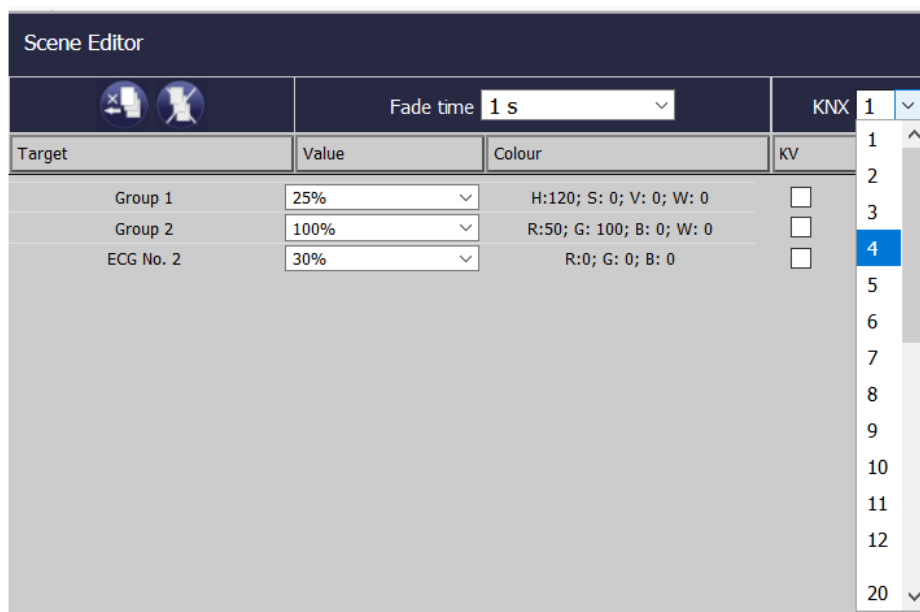 Scene Editor
Fade time 1 s KNX 1
Target Value Colour KV
Group 1 25% H:120; S: 0; V: 0; W: 0
Group 2 100% R:50; G: 100; B: 0; W: 0
ECG No. 2 30% R:0; G: 0; B: 0
1
2
3
4
5
6
7
8
9
10
11
12
20